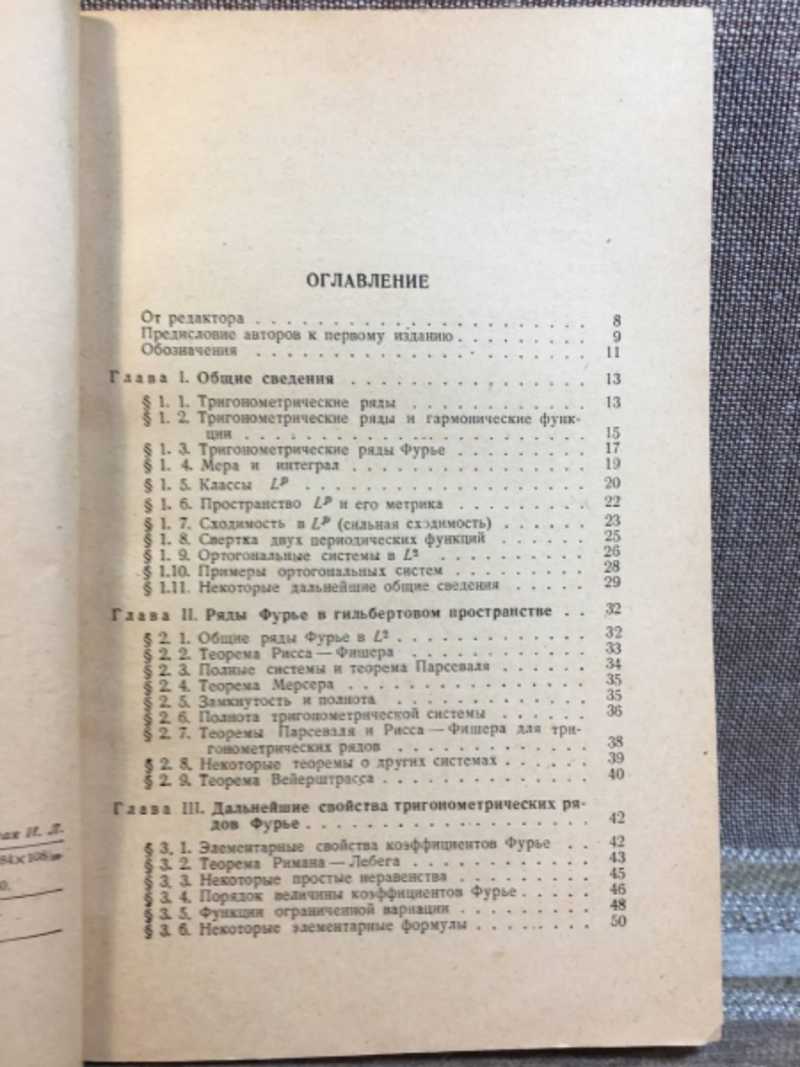 ОГЛАВЛЕНИЕ
От редактора . . . . . . . . . . . . . . . . . . . . 8
Предисловие авторов к первому изданию . . . . . . . . 9
Обозначения . . . . . . . . . . . . . . . . . . . . 11
Глава I. Общие сведения . . . . . . . . . . . . . . 13
§ 1. 1. Тригонометрические ряды . . . . . . . . . . . 13
§ 1. 2. Тригонометрические ряды и гармонические функ-
ции . . . . . . . . . . . . . . . . . . . . 15
§ 1. 3. Тригонометрические ряды Фурье . . . . . . . . 17
§ 1. 4. Мера и интеграл . . . . . . . . . . . . . . . 19
§ 1. 5. Классы L^p . . . . . . . . . . . . . . . . . 20
§ 1. 6. Пространство L^p и его метрика . . . . . . . . 22
§ 1. 7. Сходимость в L^p (сильная сходимость) . . . . . 23
§ 1. 8. Свертка двух периодических функций . . . . . . 25
§ 1. 9. Ортогональные системы в L² . . . . . . . . . . 26
§ 1.10. Примеры ортогональных систем . . . . . . . . . 28
§ 1.11. Некоторые дальнейшие общие сведения . . . . . 29
Глава II. Ряды Фурье в гильбертовом пространстве . . 32
§ 2. 1. Общие ряды Фурье в L² . . . . . . . . . . . . 32
§ 2. 2. Теорема Рисса — Фишера . . . . . . . . . . . 33
§ 2. 3. Полные системы и теорема Парсеваля . . . . . . 34
§ 2. 4. Теорема Мерсера . . . . . . . . . . . . . . . 35
§ 2. 5. Замкнутость и полнота . . . . . . . . . . . . 35
§ 2. 6. Полнота тригонометрической системы . . . . . . 36
§ 2. 7. Теоремы Парсеваля и Рисса — Фишера для три-
гонометрических рядов . . . . . . . . . . . . 38
§ 2. 8. Некоторые теоремы о других системах . . . . . . 39
§ 2. 9. Теорема Вейерштрасса . . . . . . . . . . . . . 40
Глава III. Дальнейшие свойства тригонометрических ря-
дов Фурье . . . . . . . . . . . . . . . . . 42
§ 3. 1. Элементарные свойства коэффициентов Фурье . . 42
§ 3. 2. Теорема Римана — Лебега . . . . . . . . . . . 43
§ 3. 3. Некоторые простые неравенства . . . . . . . . 45
§ 3. 4. Порядок величины коэффициентов Фурье . . . . . 46
§ 3. 5. Функции ограниченной вариации . . . . . . . . 48
§ 3. 6. Некоторые элементарные формулы . . . . . . . . 50
И. Л.